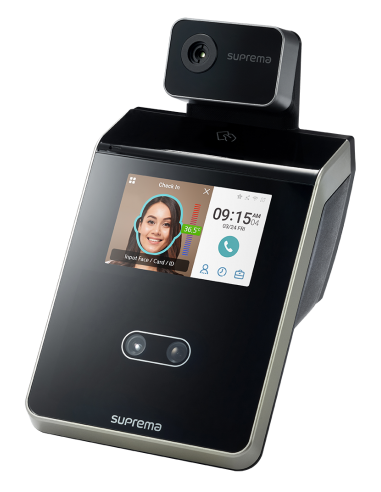 suprema
Check In
09:15 AM
04
03/24 FRI
36.5°
Input Face / Card / ID
suprema